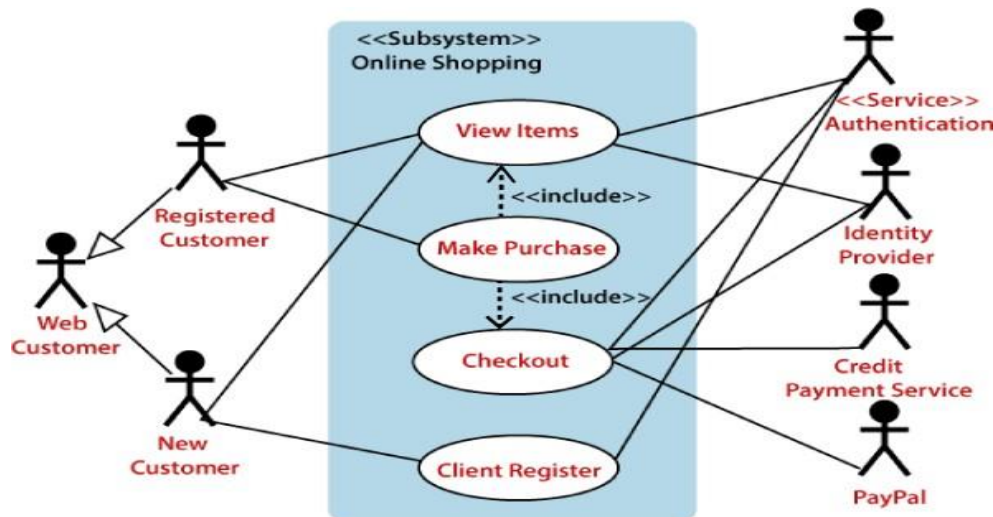 <<Subsystem>>
Online Shopping
View Items
<<Service>>
Authentication
<<include>>
Registered
Customer
Make Purchase
Identity
Provider
<<include>>
Web
Customer
Checkout
Credit
Payment Service
New
Customer
Client Register
PayPal